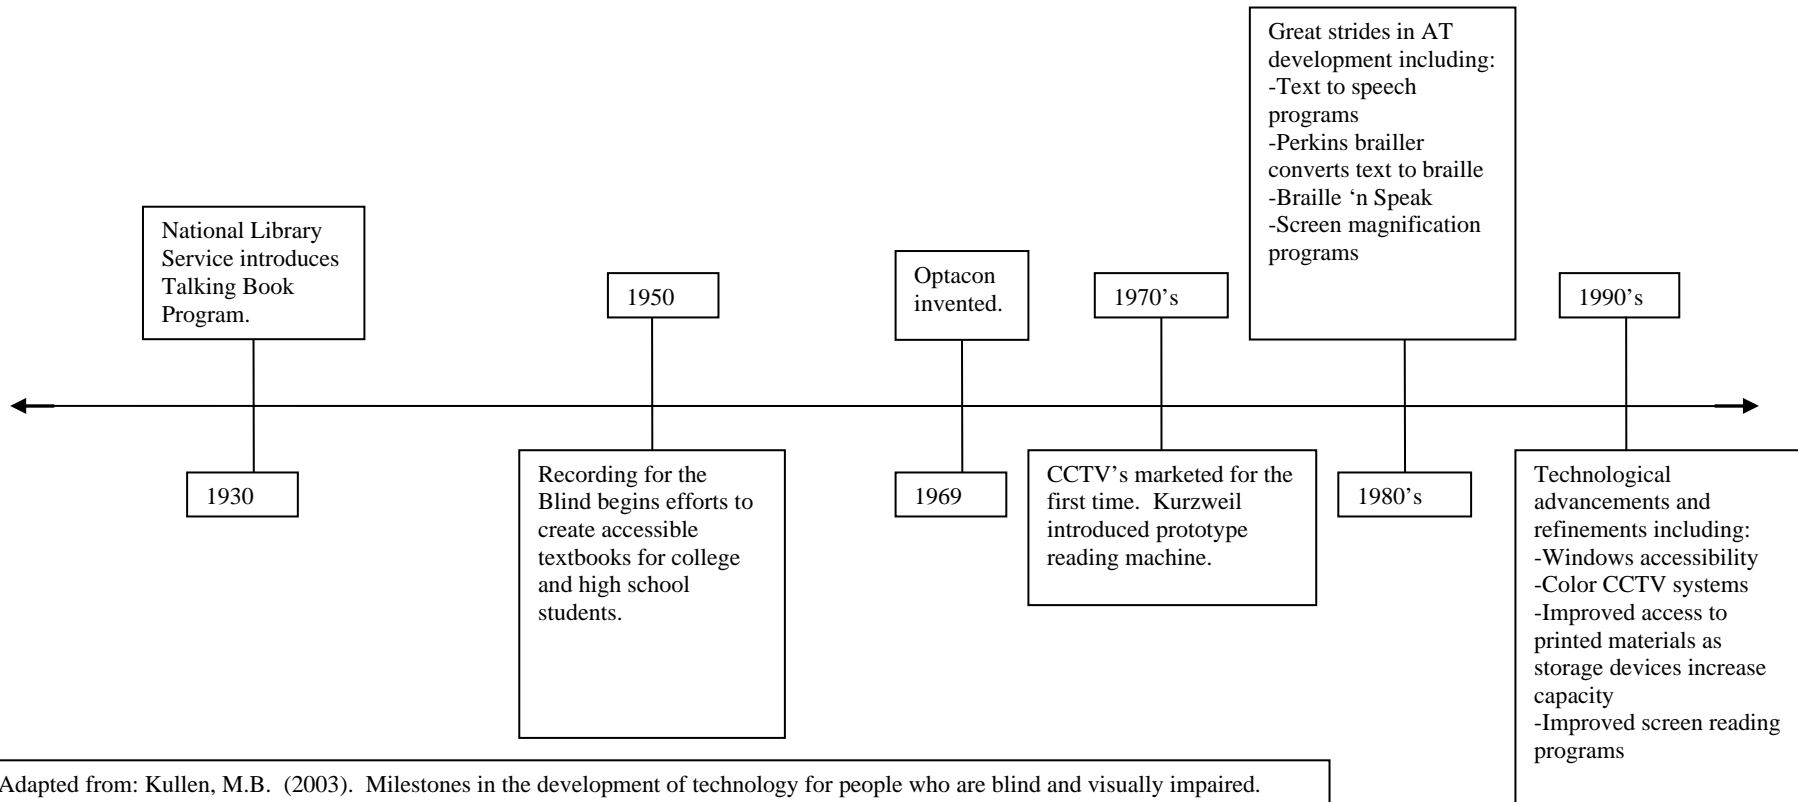 National Library
Service introduces
Talking Book
Program.
1930
1950
Recording for the
Blind begins efforts to
create accessible
textbooks for college
and high school
students.
Optacon
invented.
1969
1970’s
CCTV’s marketed for the
first time.  Kurzweil
introduced prototype
reading machine.
Great strides in AT
development including:
-Text to speech
programs
-Perkins brailler
converts text to braille
-Braille ‘n Speak
-Screen magnification
programs
1980’s
1990’s
Technological
advancements and
refinements including:
-Windows accessibility
-Color CCTV systems
-Improved access to
printed materials as
storage devices increase
capacity
-Improved screen reading
programs
Adapted from: Kullen, M.B.  (2003).  Milestones in the development of technology for people who are blind and visually impaired.